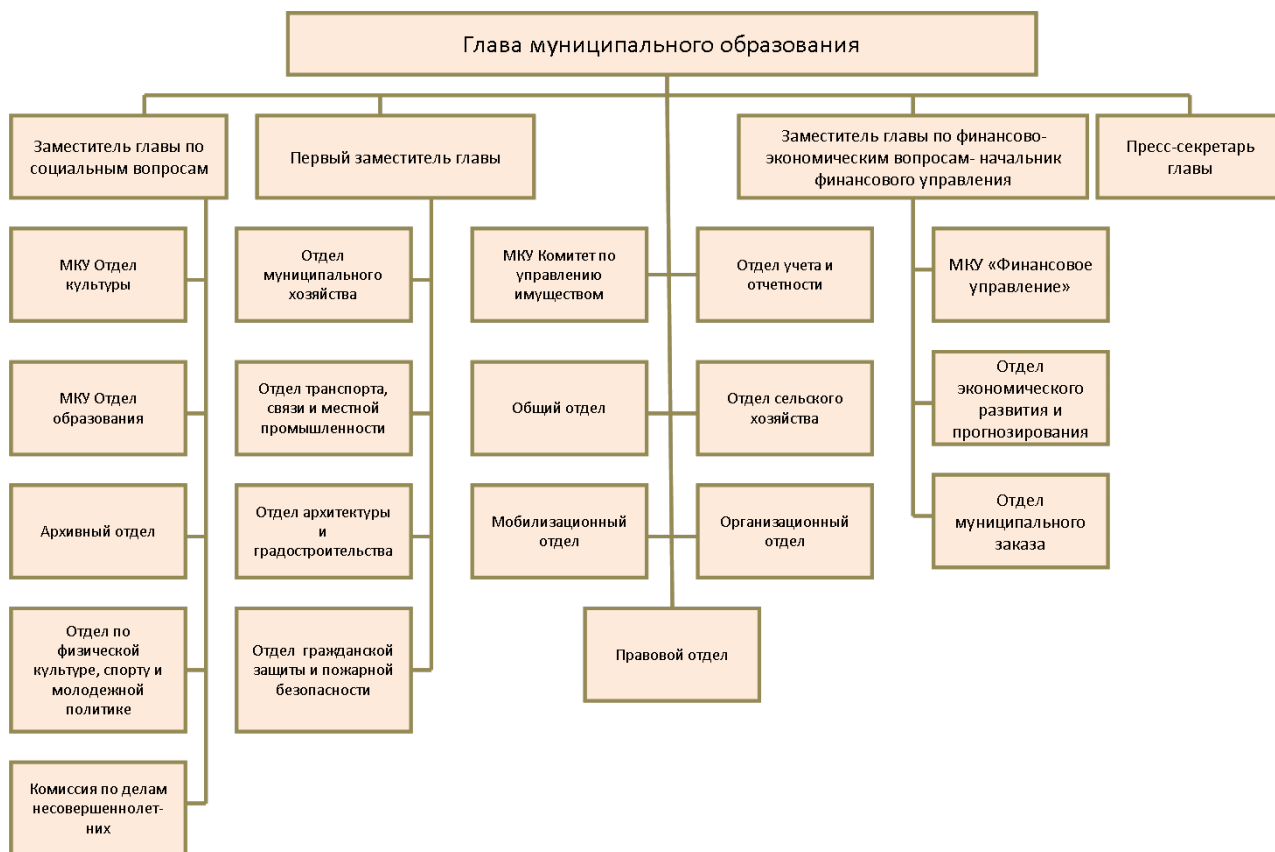 Глава муниципального образования
Заместитель главы по
социальным вопросам
Первый заместитель главы
Заместитель главы по финансово-
экономическим вопросам- начальник
финансового управления
Пресс-секретарь
главы
МКУ Отдел
культуры
Отдел
муниципального
хозяйства
МКУ Комитет по
управлению
имуществом
Отдел учета и
отчетности
МКУ «Финансовое
управление»
МКУ Отдел
образования
Отдел транспорта,
связи и местной
промышленности
Общий отдел
Отдел сельского
хозяйства
Отдел
экономического
развития и
прогнозирования
Архивный отдел
Отдел архитектуры
и
градостроительства
Мобилизационный
отдел
Организационный
отдел
Отдел
муниципального
заказа
Отдел по
физической
культуре, спорту и
молодежной
политике
Отдел гражданской
защиты и пожарной
безопасности
Правовой отдел
Комиссия по делам
несовершеннолет-
них